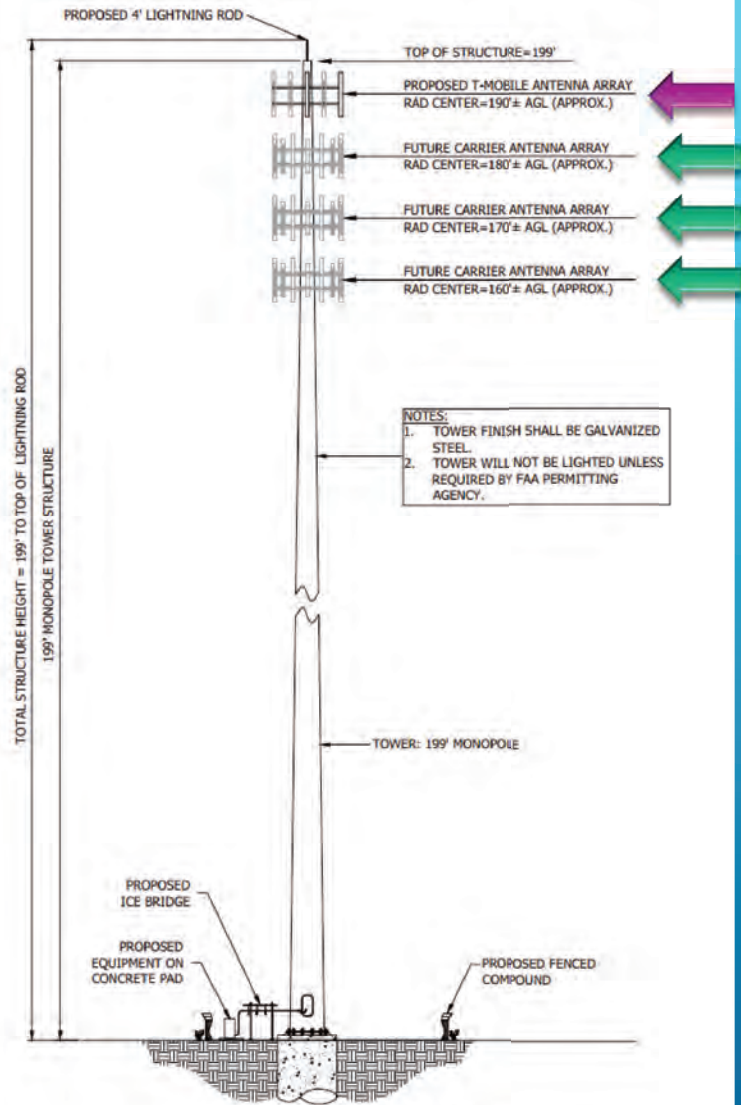 PROPOSED 4' LIGHTNING ROD
TOP OF STRUCTURE=199'
PROPOSED T-MOBILE ANTENNA ARRAY
RAD CENTER=190'± AGL (APPROX.)
FUTURE CARRIER ANTENNA ARRAY
RAD CENTER=180'± AGL (APPROX.)
FUTURE CARRIER ANTENNA ARRAY
RAD CENTER=170'± AGL (APPROX.)
FUTURE CARRIER ANTENNA ARRAY
RAD CENTER=160'± AGL (APPROX.)
TOTAL STRUCTURE HEIGHT = 199' TO TOP OF LIGHTNING ROD
199' MONOPOLE TOWER STRUCTURE
NOTES:
1. TOWER FINISH SHALL BE GALVANIZED
STEEL.
2. TOWER WILL NOT BE LIGHTED UNLESS
REQUIRED BY FAA PERMITTING
AGENCY.
TOWER: 199' MONOPOLE
PROPOSED
ICE BRIDGE
PROPOSED
EQUIPMENT ON
CONCRETE PAD
PROPOSED FENCED
COMPOUND